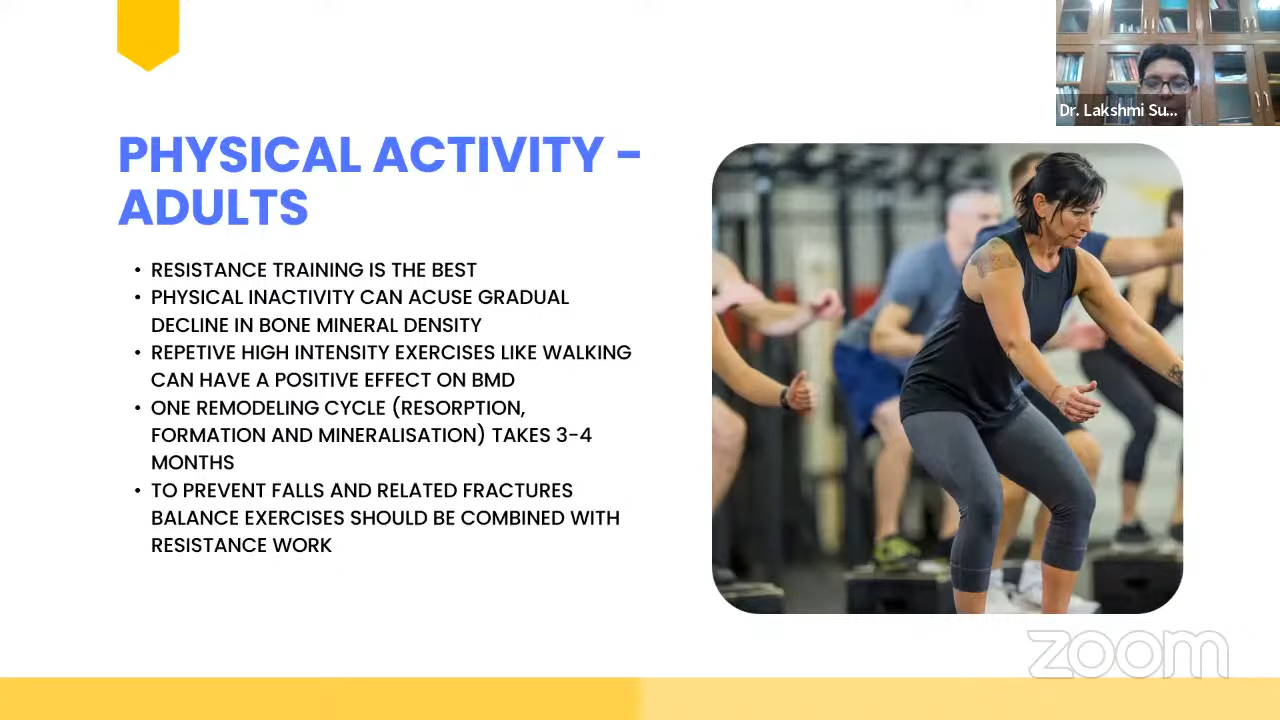 Dr. Lakshmi Su...
PHYSICAL ACTIVITY -
ADULTS
• RESISTANCE TRAINING IS THE BEST
• PHYSICAL INACTIVITY CAN ACUSE GRADUAL
DECLINE IN BONE MINERAL DENSITY
• REPETIVE HIGH INTENSITY EXERCISES LIKE WALKING
CAN HAVE A POSITIVE EFFECT ON BMD
• ONE REMODELING CYCLE (RESORPTION,
FORMATION AND MINERALISATION) TAKES 3-4
MONTHS
• TO PREVENT FALLS AND RELATED FRACTURES
BALANCE EXERCISES SHOULD BE COMBINED WITH
RESISTANCE WORK
zoom